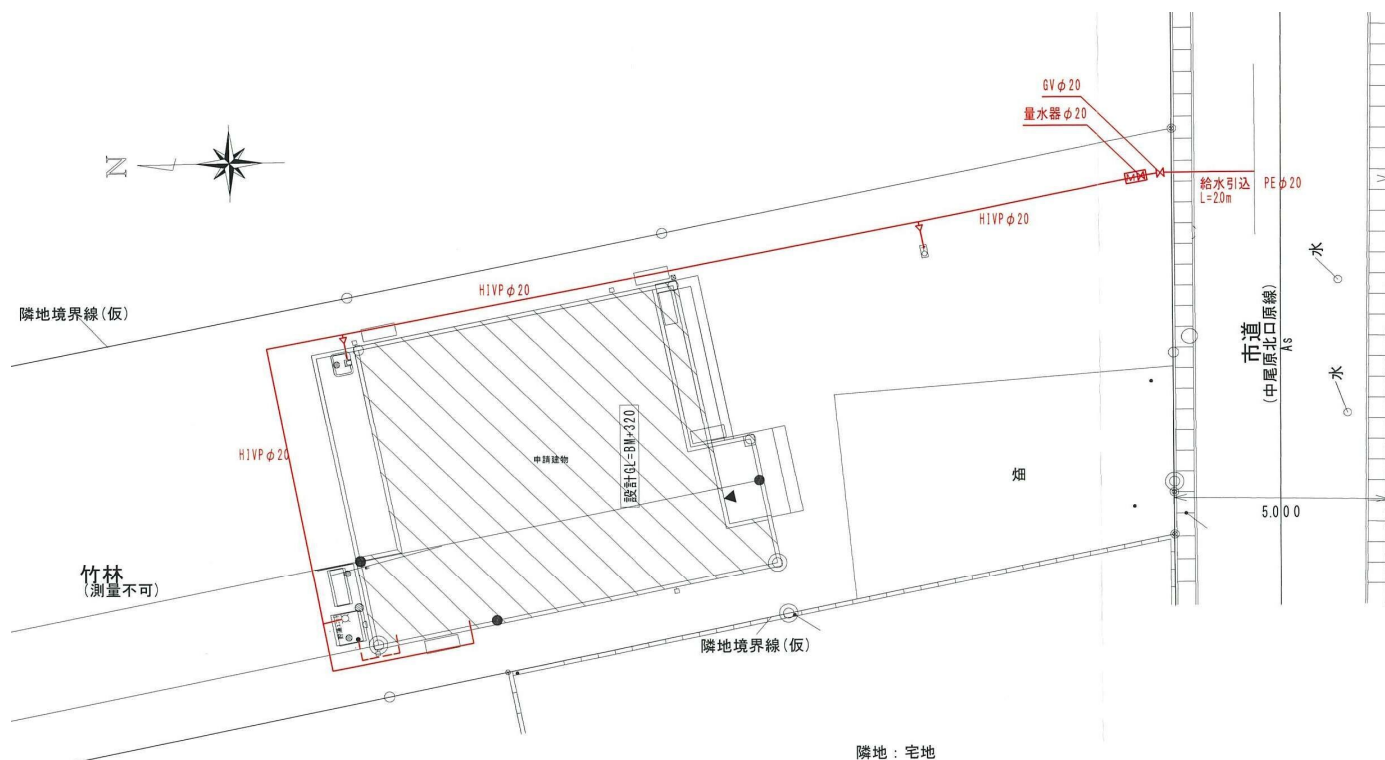 GVφ20
量水器φ20
給水引込 PEφ20
L=20m
HIVPφ20
N
HIVPφ20
隣地境界線(仮)
水
市道
(中尾原北口原線)
As
水
HIVPφ20
設計GL=BM+320
申請建物
5.000
竹林
(測量不可)
隣地境界線(仮)
隣地：宅地